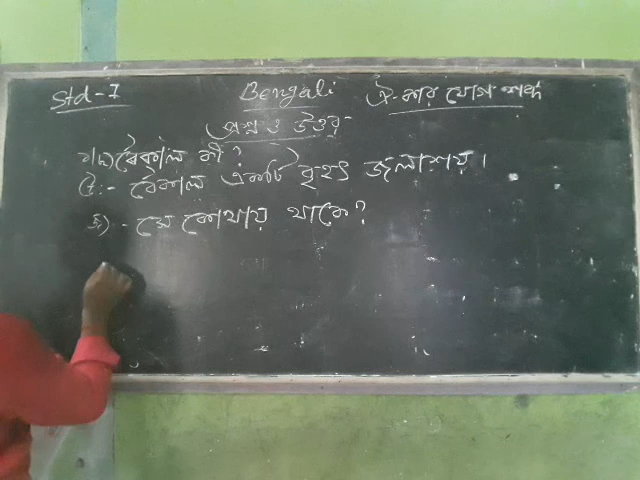 Std-I Bengali ঐ-কার যোগ শব্দ
প্রশ্ন ও উত্তর
বৈকাল কী?
উঃ- বৈকাল একটি বৃহৎ জলাশয়।
সে কোথায় থাকে?